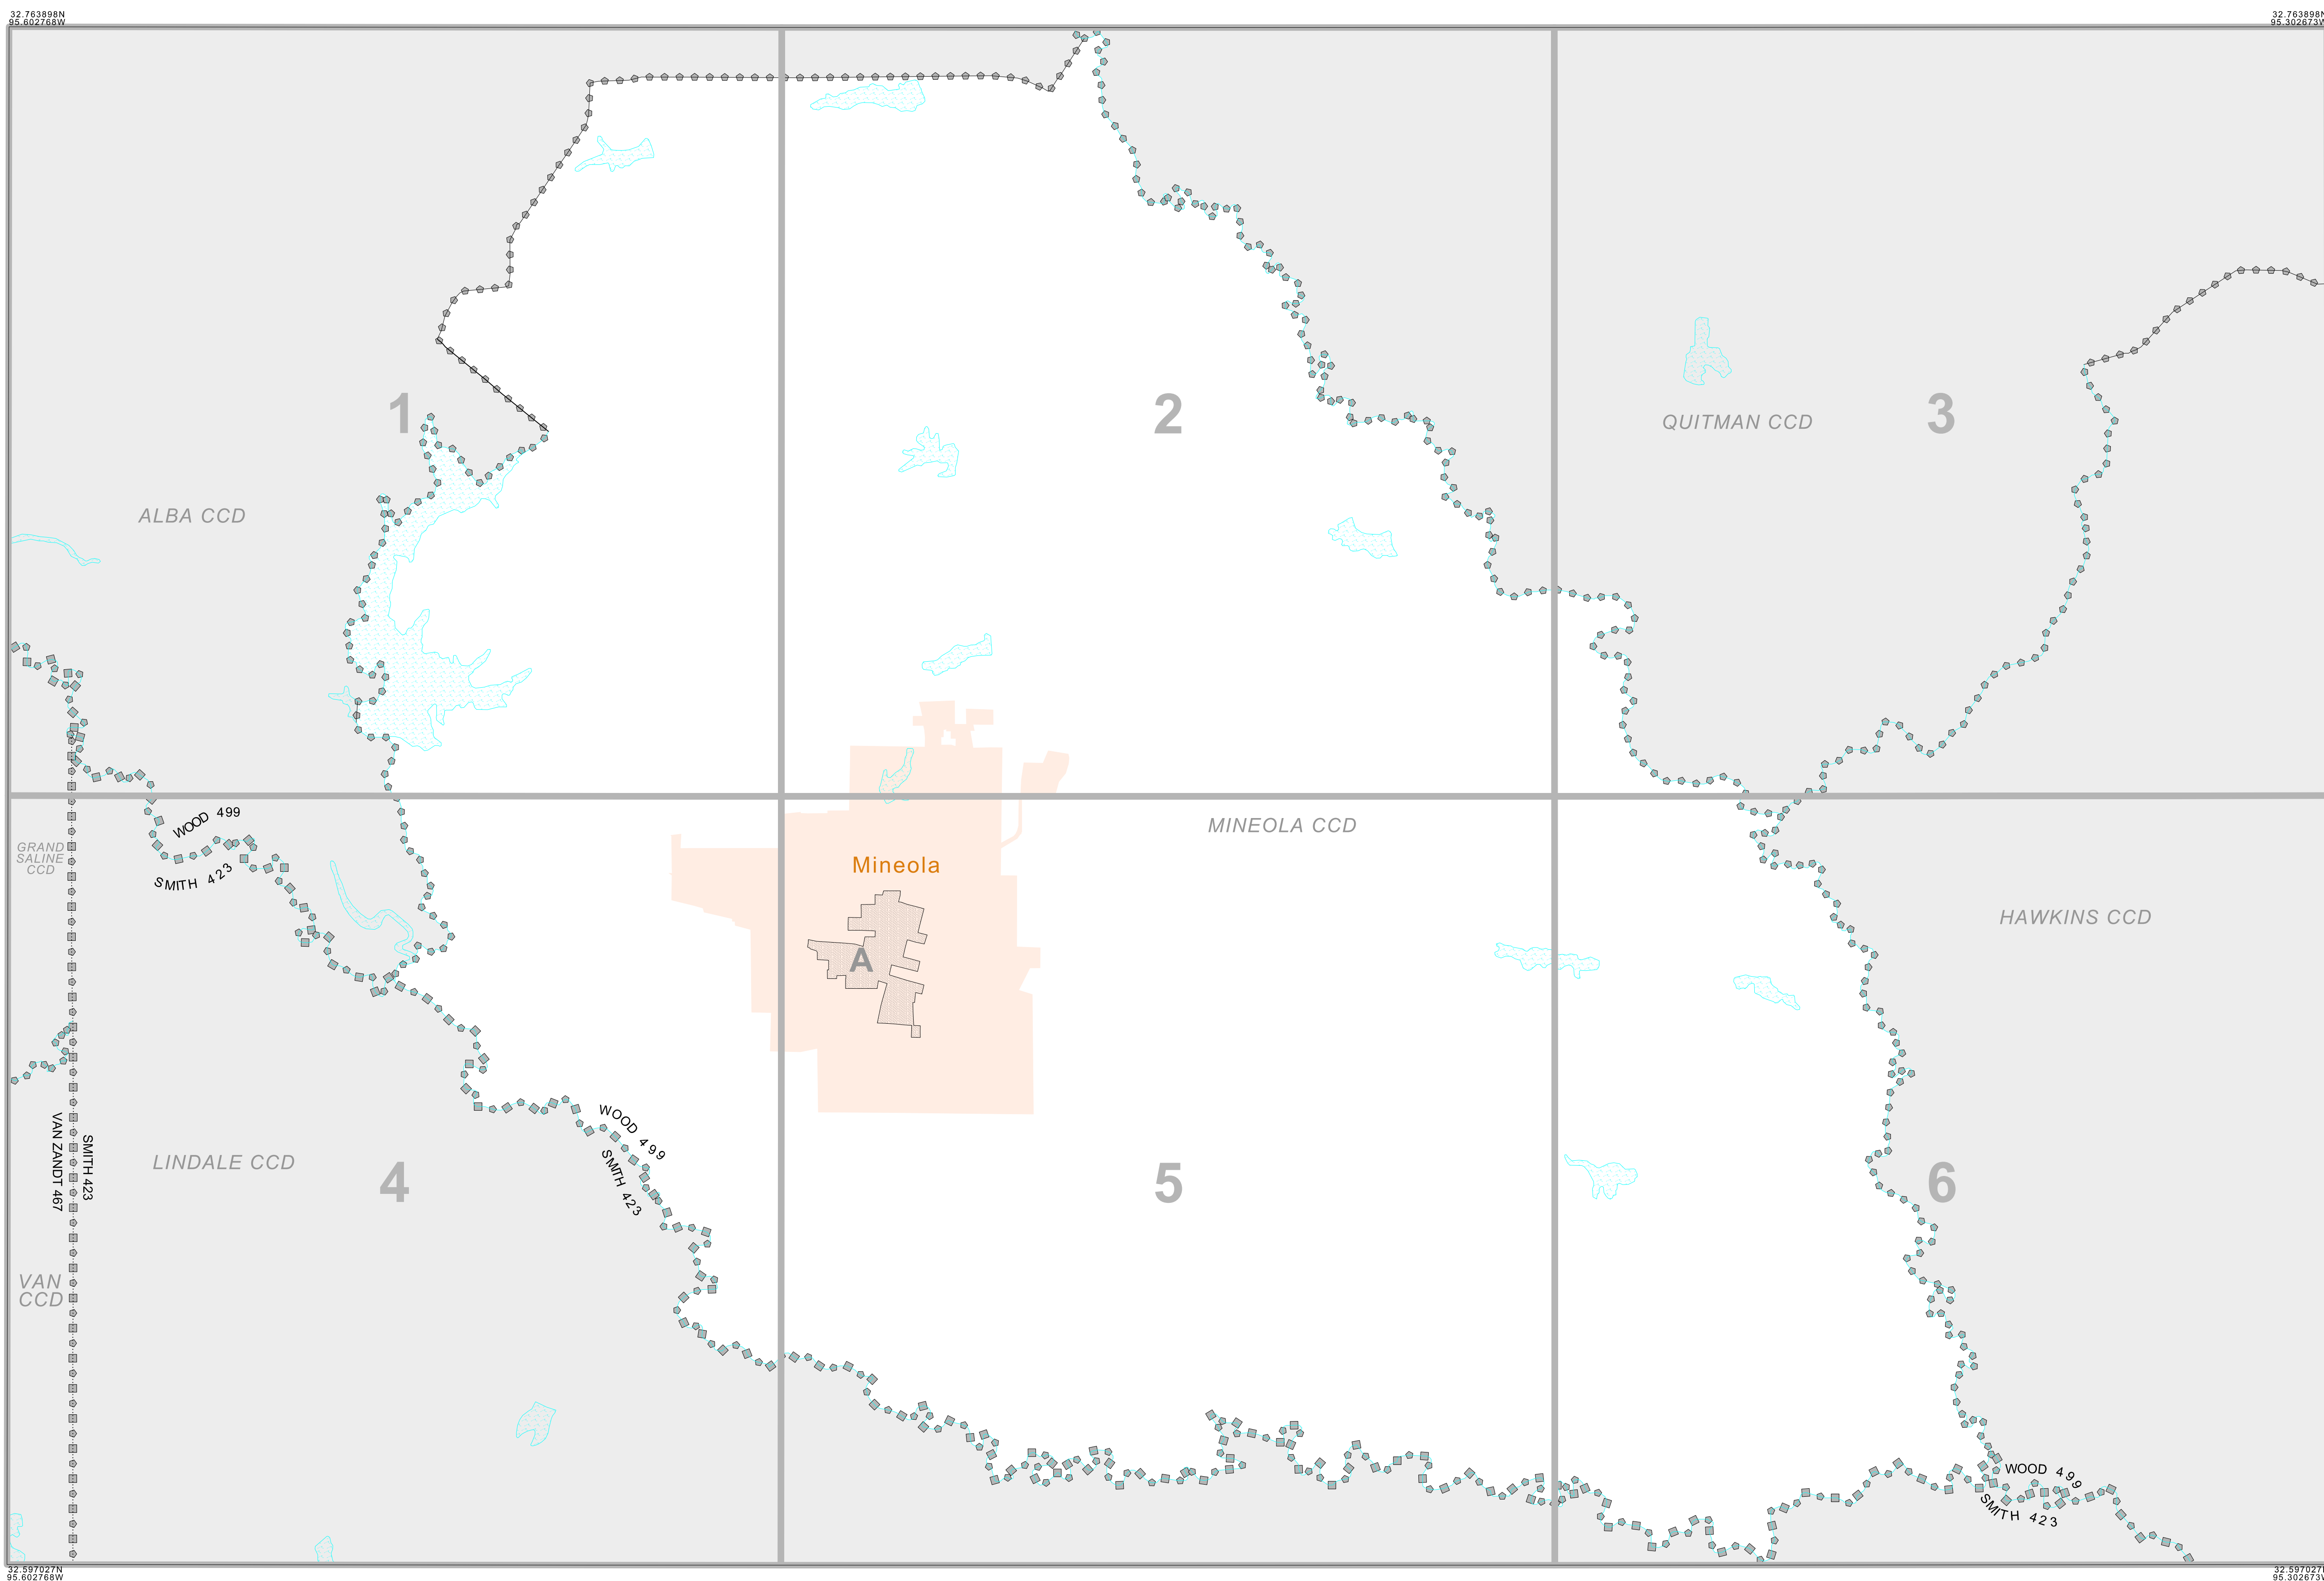 32.763898N
95.602768W
32.763898N
95.302673W
1
2
3
QUITMAN CCD
ALBA CCD
WOOD 499
SMITH 423
GRAND
SALINE
CCD
MINEOLA CCD
Mineola
A
HAWKINS CCD
WOOD 499
SMITH 423
VAN ZANDT 467
SMITH 423
LINDALE CCD
4
5
6
VAN
CCD
WOOD 499
SMITH 423
32.597027N
95.602768W
32.597027N
95.302673W